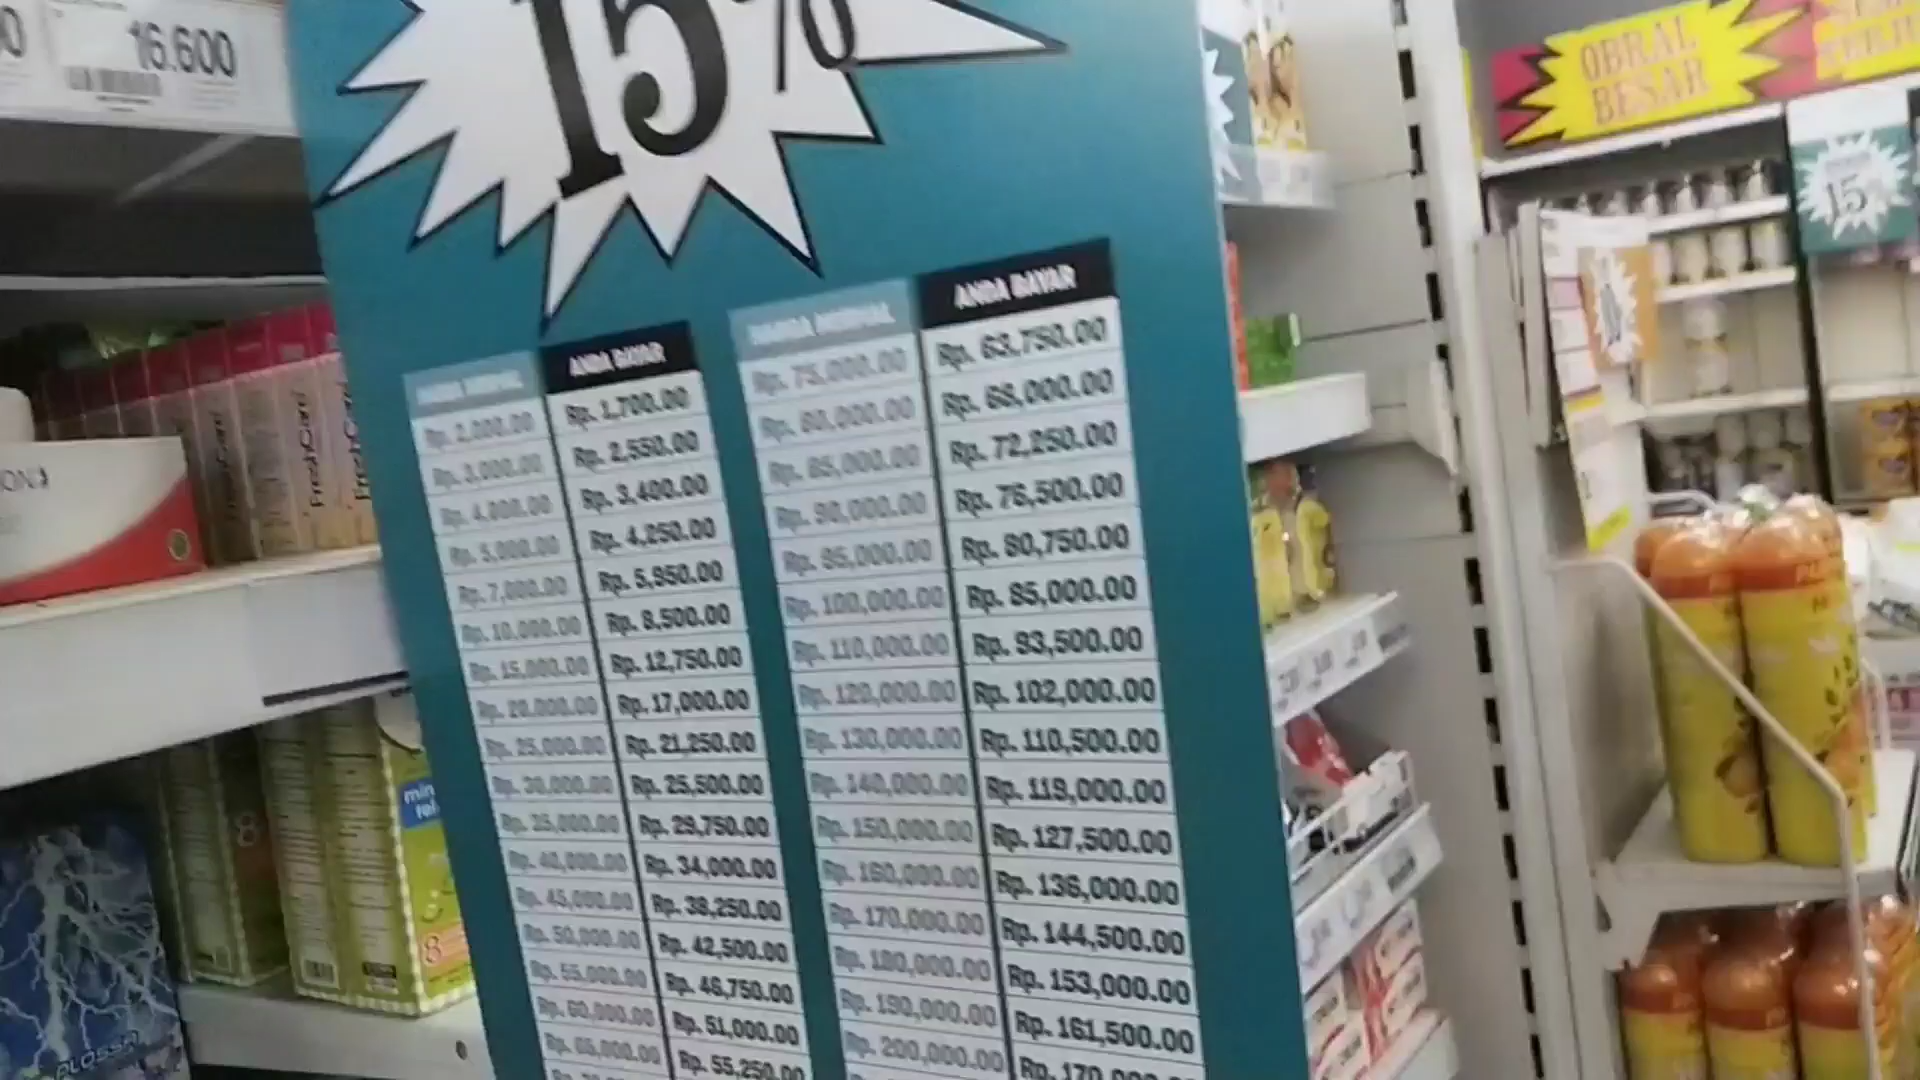 16.600
15%
OBRAL
BESAR
15%
ANDA BAYAR
ANDA BAYAR
Rp. 2,000.00 Rp. 1,700.00
Rp. 3,000.00 Rp. 2,550.00
Rp. 4,000.00 Rp. 3,400.00
Rp. 5,000.00 Rp. 4,250.00
Rp. 7,000.00 Rp. 5,950.00
Rp. 10,000.00 Rp. 8,500.00
Rp. 15,000.00 Rp. 12,750.00
Rp. 20,000.00 Rp. 17,000.00
Rp. 25,000.00 Rp. 21,250.00
Rp. 30,000.00 Rp. 25,500.00
Rp. 35,000.00 Rp. 29,750.00
Rp. 40,000.00 Rp. 34,000.00
Rp. 45,000.00 Rp. 38,250.00
Rp. 50,000.00 Rp. 42,500.00
Rp. 55,000.00 Rp. 46,750.00
Rp. 60,000.00 Rp. 51,000.00
Rp. 65,000.00 Rp. 55,250.00
Rp. 75,000.00 Rp. 63,750.00
Rp. 80,000.00 Rp. 68,000.00
Rp. 85,000.00 Rp. 72,250.00
Rp. 90,000.00 Rp. 76,500.00
Rp. 95,000.00 Rp. 80,750.00
Rp. 100,000.00 Rp. 85,000.00
Rp. 110,000.00 Rp. 93,500.00
Rp. 120,000.00 Rp. 102,000.00
Rp. 130,000.00 Rp. 110,500.00
Rp. 140,000.00 Rp. 119,000.00
Rp. 150,000.00 Rp. 127,500.00
Rp. 160,000.00 Rp. 136,000.00
Rp. 170,000.00 Rp. 144,500.00
Rp. 180,000.00 Rp. 153,000.00
Rp. 190,000.00 Rp. 161,500.00
Rp. 200,000.00 Rp. 170,000.00
FreshCare
FreshCare
8
8